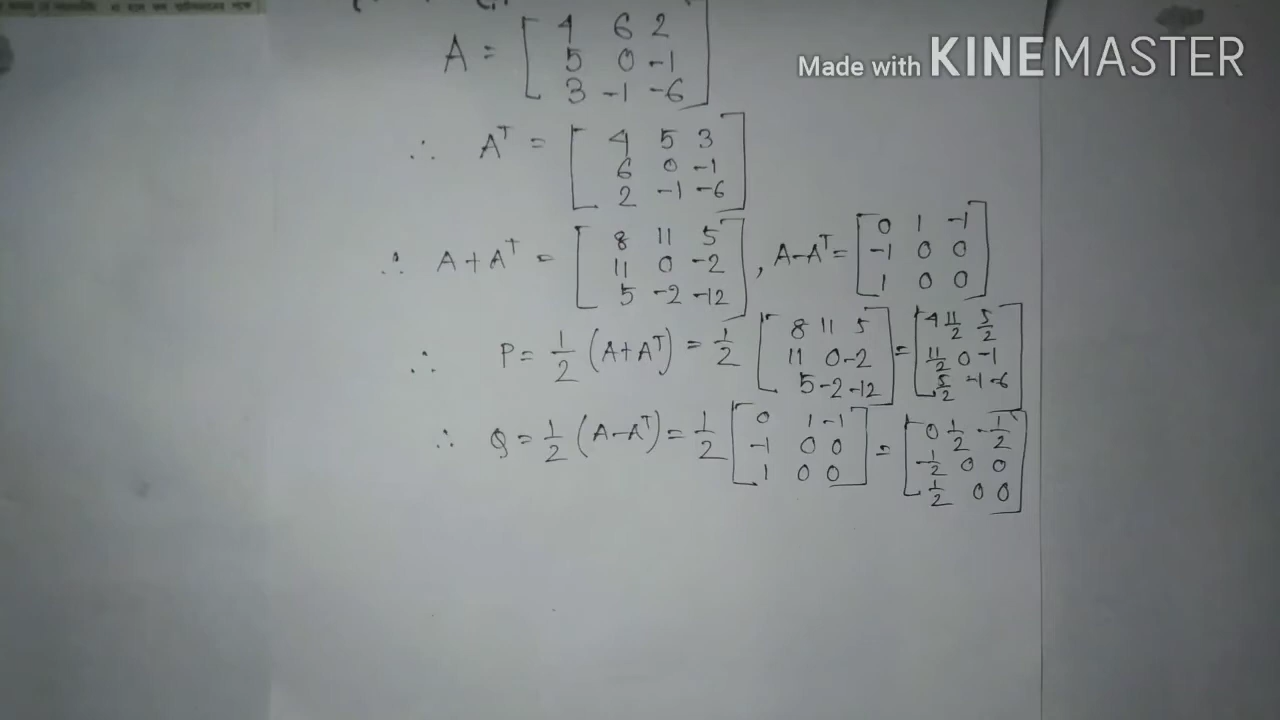 Made with KINEMASTER
A = [ 4 6 2
5 0 -1
3 -1 -6 ]
∴ Aᵀ = [ 4 5 3
6 0 -1
2 -1 -6 ]
∴ A + Aᵀ = [ 8 11 5
11 0 -2
5 -2 -12 ] , A-Aᵀ = [ 0 1 -1
-1 0 0
1 0 0 ]
∴ P = 1/2 (A+Aᵀ) = 1/2 [ 8 11 5
11 0 -2
5 -2 -12 ] = [ 4 11/2 5/2
11/2 0 -1
5/2 -1 -6 ]
∴ Q = 1/2 (A-Aᵀ) = 1/2 [ 0 1 -1
-1 0 0
1 0 0 ] = [ 0 1/2 -1/2
-1/2 0 0
1/2 0 0 ]